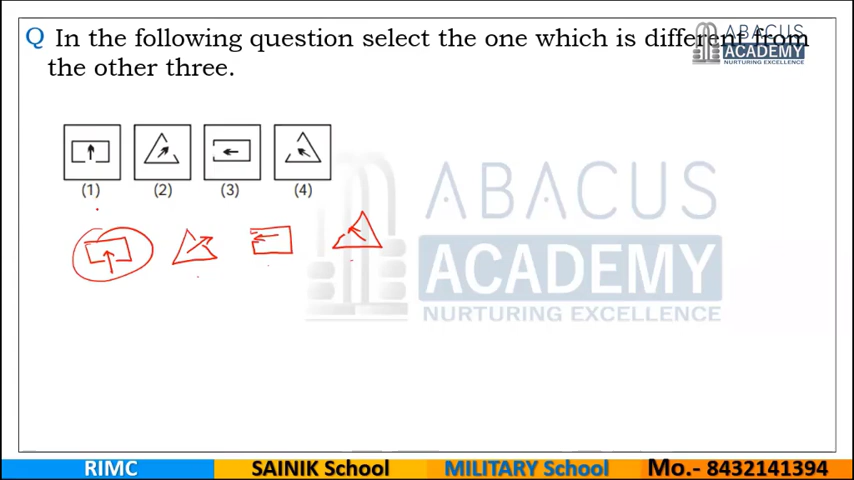 Q In the following question select the one which is different from
the other three.
ABACUS
ACADEMY
NURTURING EXCELLENCE
(1) (2) (3) (4)
ABACUS
ACADEMY
NURTURING EXCELLENCE
RIMC SAINIK School MILITARY School Mo.- 8432141394